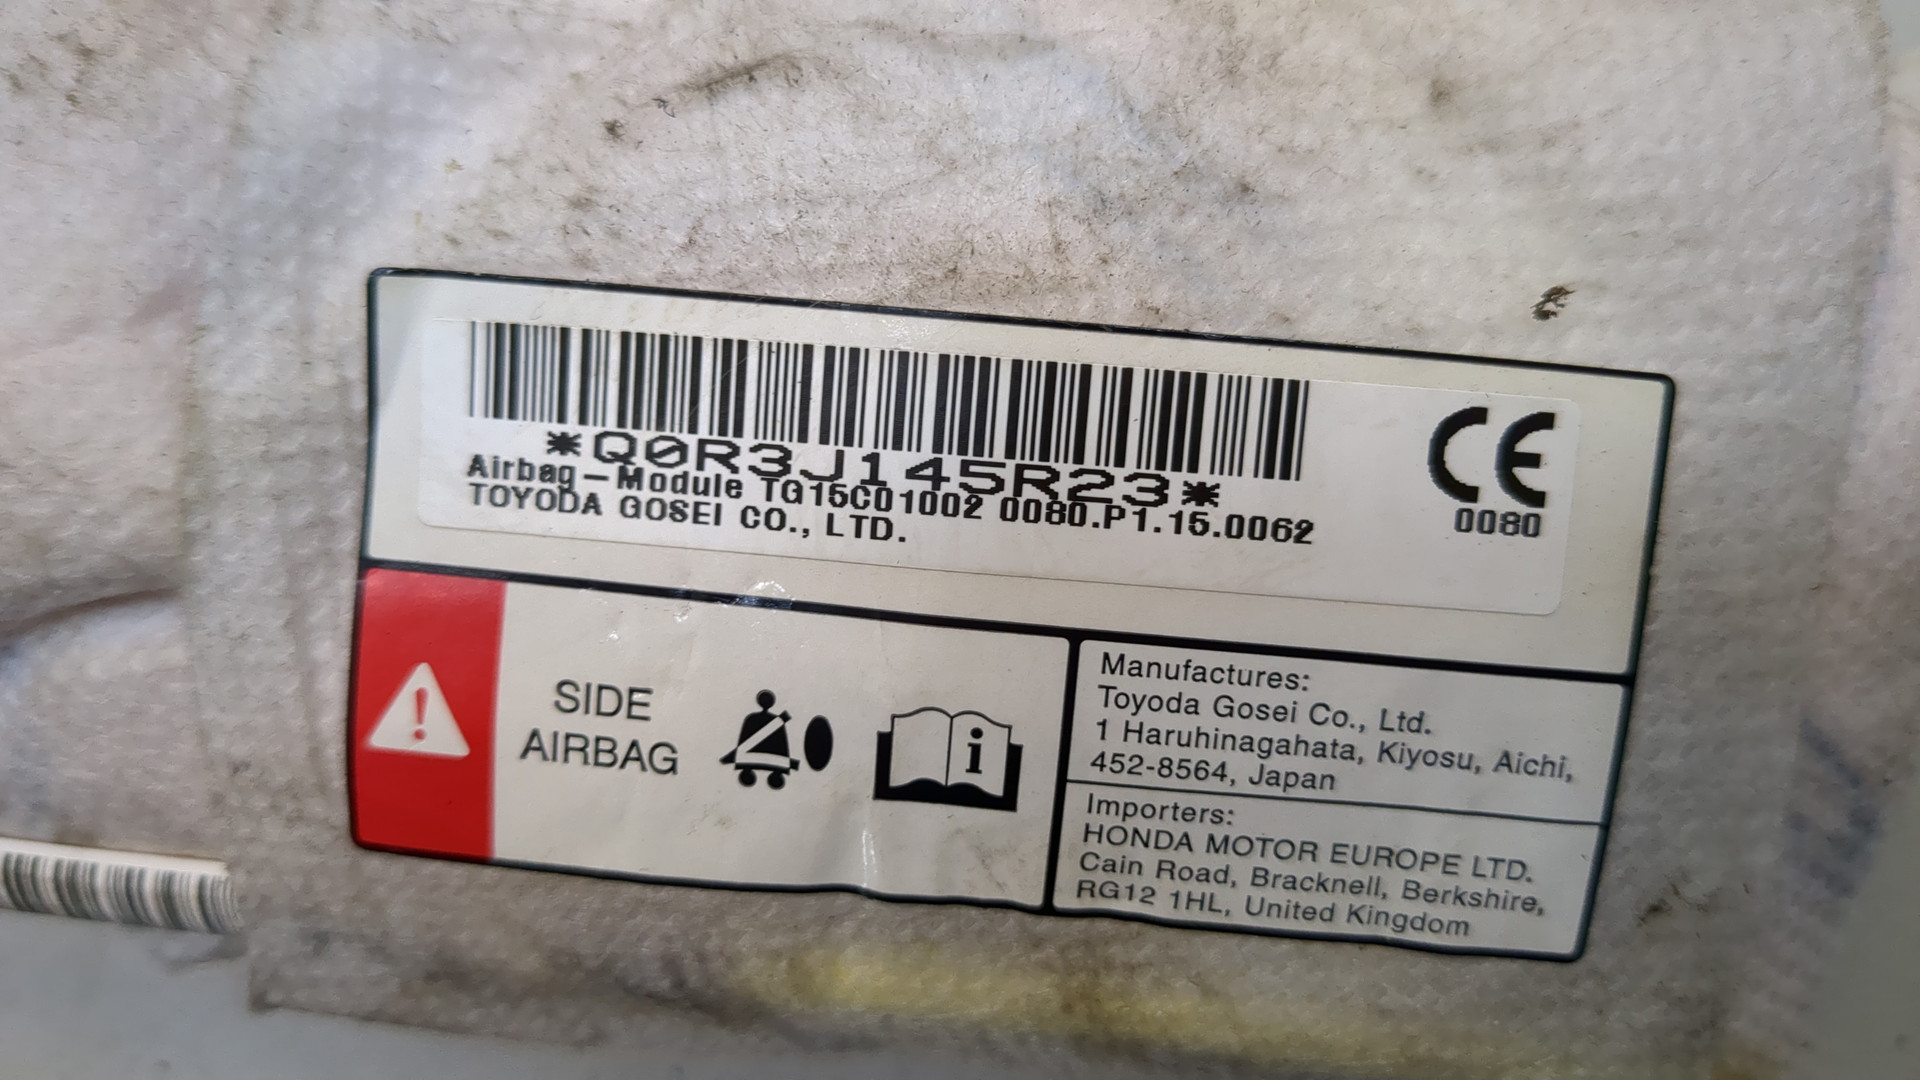 *Q0R3J145R23*
Airbag-Module TG15C01002 0080.P1.15.0062
TOYODA GOSEI CO., LTD.
CE
0080
SIDE
AIRBAG
Manufactures:
Toyoda Gosei Co., Ltd.
1 Haruhinagahata, Kiyosu, Aichi,
452-8564, Japan
Importers:
HONDA MOTOR EUROPE LTD.
Cain Road, Bracknell, Berkshire,
RG12 1HL, United Kingdom